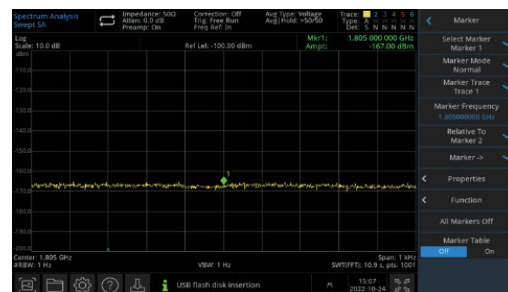 Spectrum Analysis
Swept SA
Impedance: 50Ω
Atten: 0.0 dB
Preamp: On
Correction: Off
Trig: Free Run
Freq Ref: In
Avg Type: Voltage
Avg|Hold: >50/50
Trace: 1 2 3 4 5 6
Type: A
Det: S N N N N N
Log
Scale: 10.0 dB
Ref Lel: -100.00 dBm
Mkr1: 1.805 000 000 GHz
Ampt: -167.00 dBm
dBm
-110.0
-120.0
-130.0
-140.0
-150.0
-160.0
-170.0
-180.0
-190.0
-200.0
1
Center: 1.805 GHz
#RBW: 1 Hz
VBW: 1 Hz
Span: 1 kHz
SWT(FFT): 10.9 s, pts: 1001
USB flash disk insertion
15:07
2022-10-24
Marker
Select Marker
Marker 1
Marker Mode
Normal
Marker Trace
Trace 1
Marker Frequency
1.805000000 GHz
Relative To
Marker 2
Marker ->
Properties
Function
All Markers Off
Marker Table
Off On